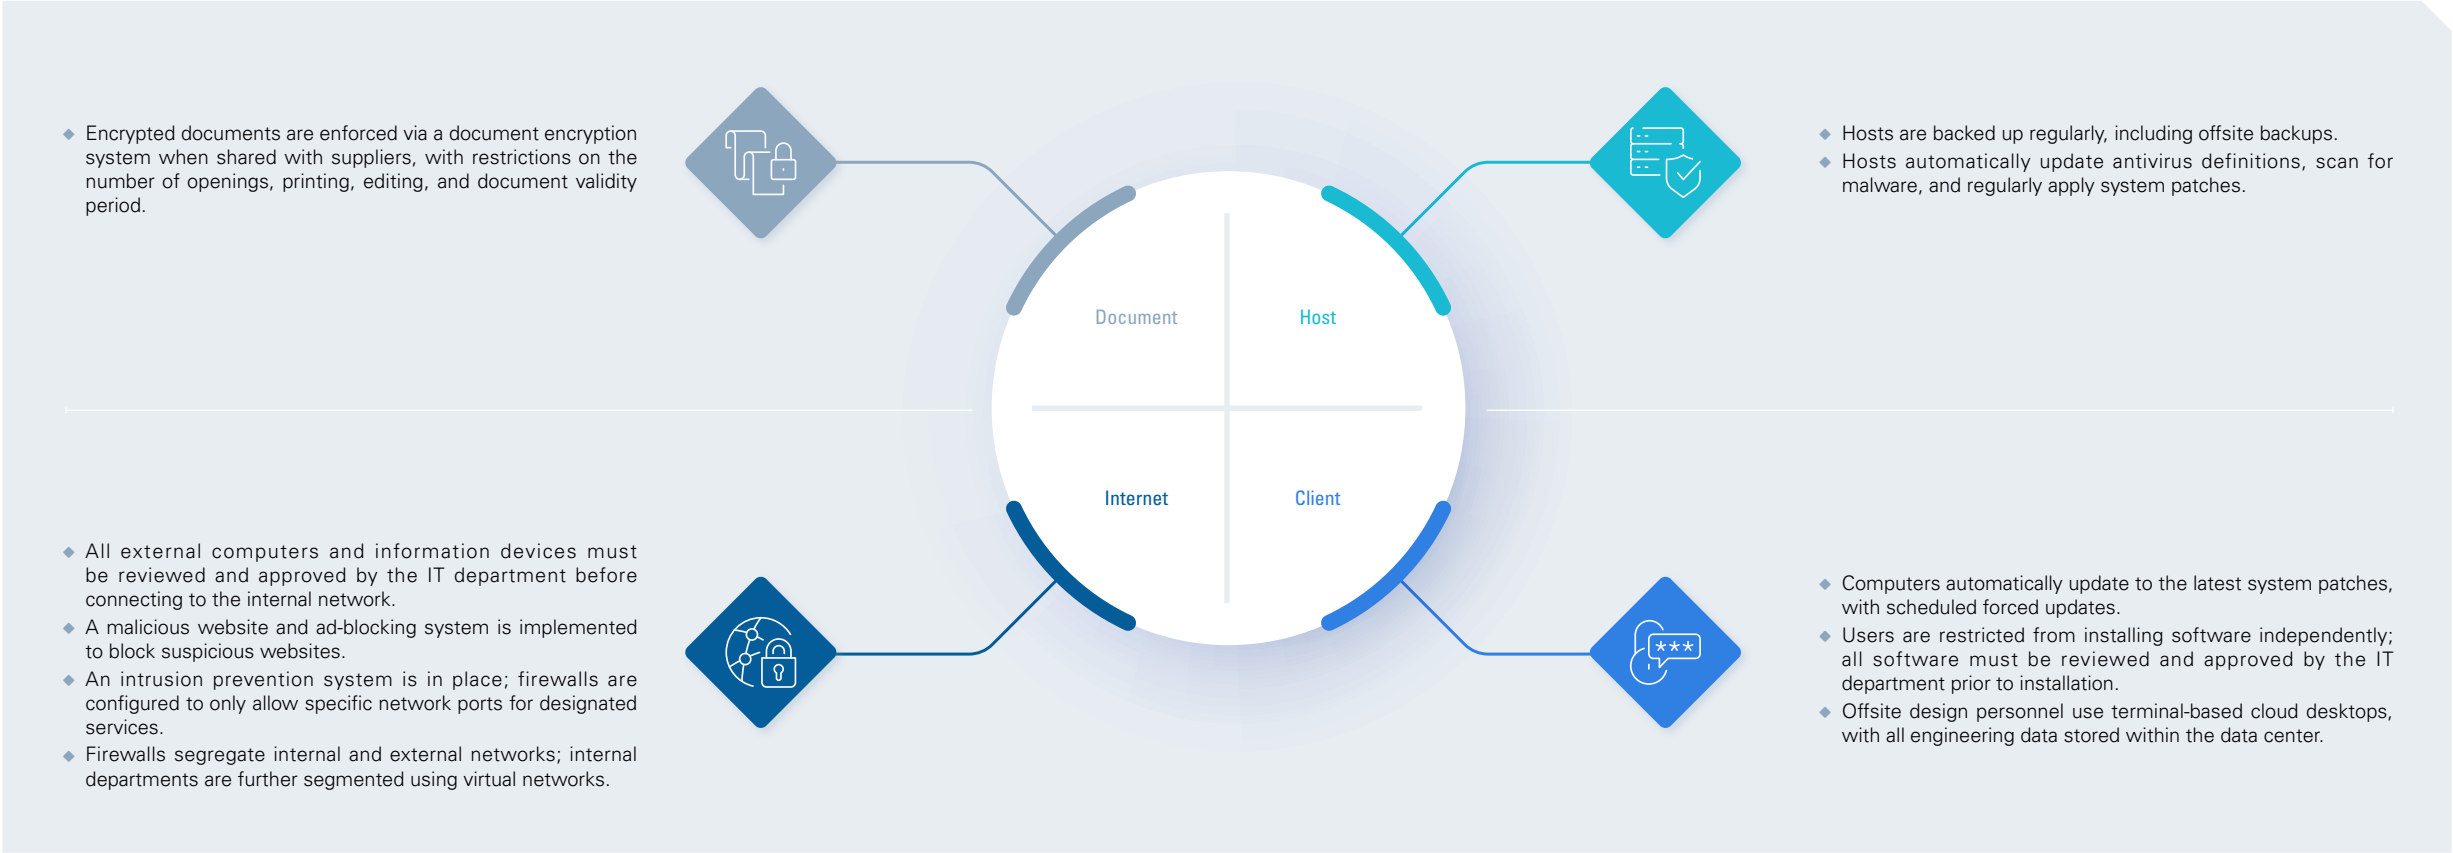 ◆ Encrypted documents are enforced via a document encryption
system when shared with suppliers, with restrictions on the
number of openings, printing, editing, and document validity
period.
◆ Hosts are backed up regularly, including offsite backups.
◆ Hosts automatically update antivirus definitions, scan for
malware, and regularly apply system patches.
Document
Host
Internet
Client
◆ All external computers and information devices must
be reviewed and approved by the IT department before
connecting to the internal network.
◆ A malicious website and ad-blocking system is implemented
to block suspicious websites.
◆ An intrusion prevention system is in place; firewalls are
configured to only allow specific network ports for designated
services.
◆ Firewalls segregate internal and external networks; internal
departments are further segmented using virtual networks.
***
◆ Computers automatically update to the latest system patches,
with scheduled forced updates.
◆ Users are restricted from installing software independently;
all software must be reviewed and approved by the IT
department prior to installation.
◆ Offsite design personnel use terminal-based cloud desktops,
with all engineering data stored within the data center.